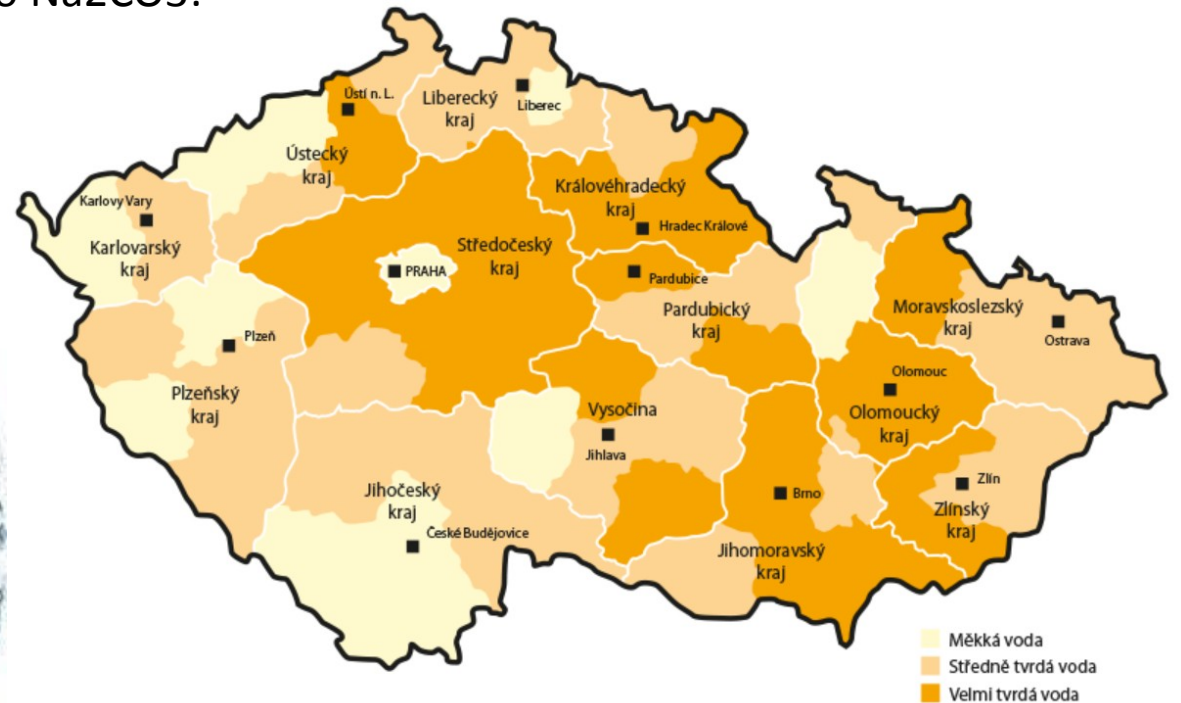 Na2CO3?
Ústí n. L.
Liberecký
kraj
Liberec
Ústecký
kraj
Karlovy Vary
Karlovarský
kraj
Královéhradecký
kraj
Hradec Králové
Středočeský
kraj
PRAHA
Pardubice
Pardubický
kraj
Moravskoslezský
kraj
Ostrava
Plzeň
Plzeňský
kraj
Olomouc
Olomoucký
kraj
Vysočina
Jihlava
Brno
Zlín
Zlínský
kraj
Jihočeský
kraj
České Budějovice
Jihomoravský
kraj
Měkká voda
Středně tvrdá voda
Velmi tvrdá voda